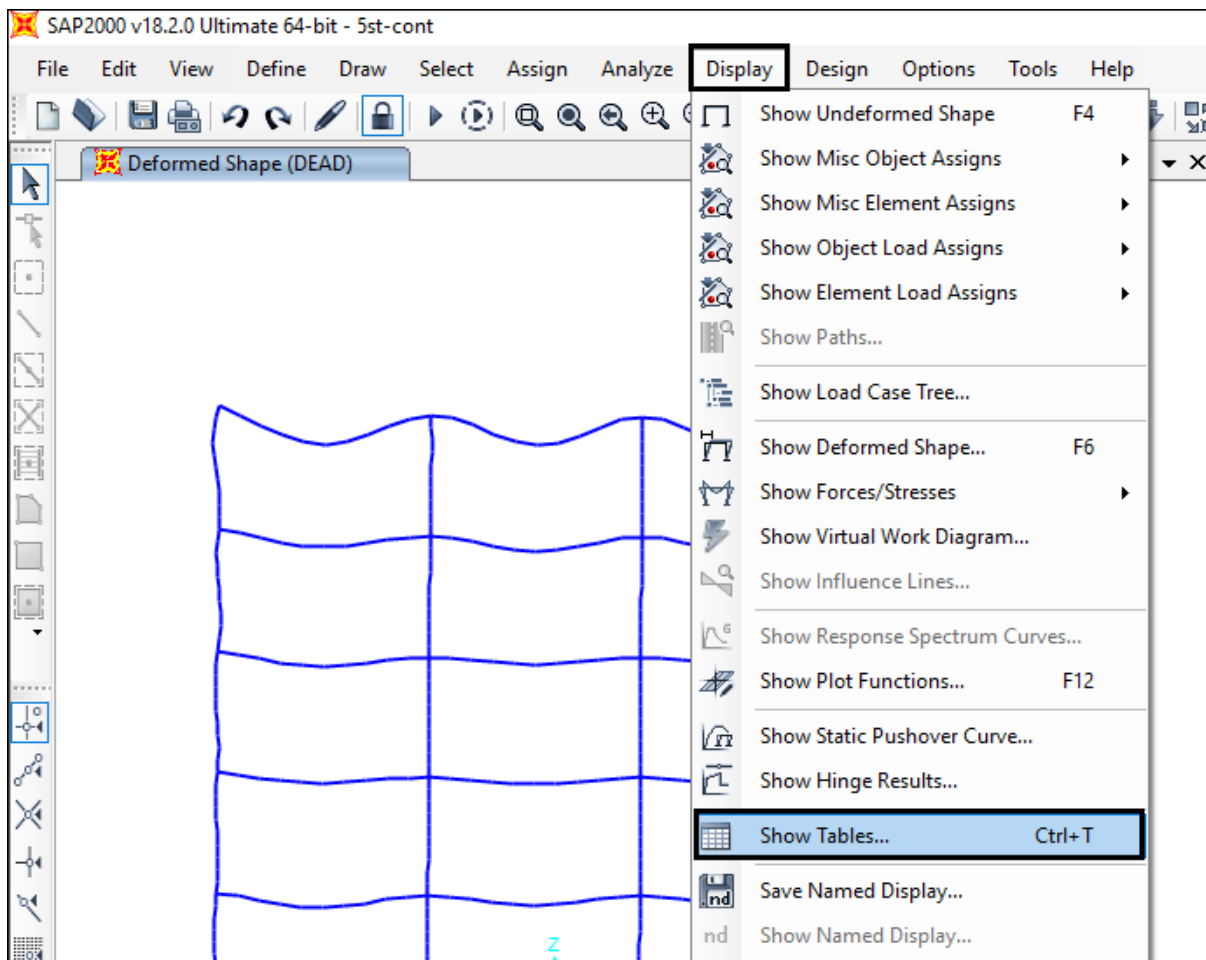 SAP2000 v18.2.0 Ultimate 64-bit - 5st-cont
File Edit View Define Draw Select Assign Analyze Display Design Options Tools Help
Deformed Shape (DEAD)
Show Undeformed Shape F4
Show Misc Object Assigns
Show Misc Element Assigns
Show Object Load Assigns
Show Element Load Assigns
Show Paths...
Show Load Case Tree...
Show Deformed Shape... F6
Show Forces/Stresses
Show Virtual Work Diagram...
Show Influence Lines...
Show Response Spectrum Curves...
Show Plot Functions... F12
Show Static Pushover Curve...
Show Hinge Results...
Show Tables... Ctrl+T
.nd Save Named Display...
nd Show Named Display...
Z